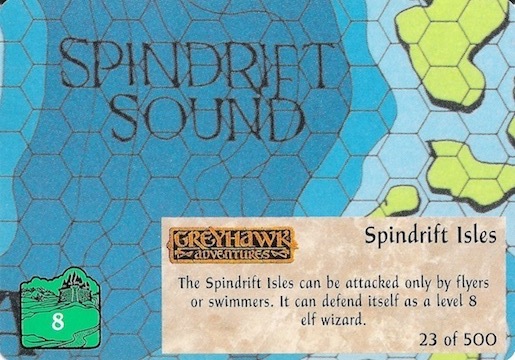 SPINDRIFT
SOUND
GREYHAWK
ADVENTURES
Spindrift Isles
The Spindrift Isles can be attacked only by flyers
or swimmers. It can defend itself as a level 8
elf wizard.
8
23 of 500